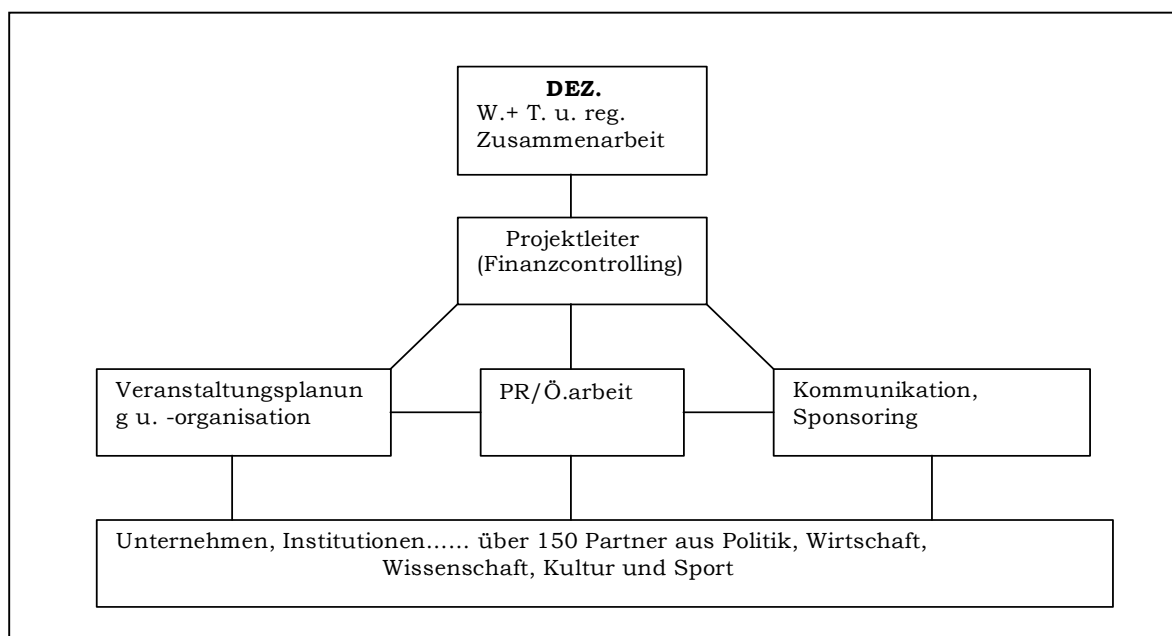 DEZ.
W.+ T. u. reg.
Zusammenarbeit
Projektleiter
(Finanzcontrolling)
Veranstaltungsplanun
g u. -organisation
PR/Ö.arbeit
Kommunikation,
Sponsoring
Unternehmen, Institutionen...... über 150 Partner aus Politik, Wirtschaft,
Wissenschaft, Kultur und Sport